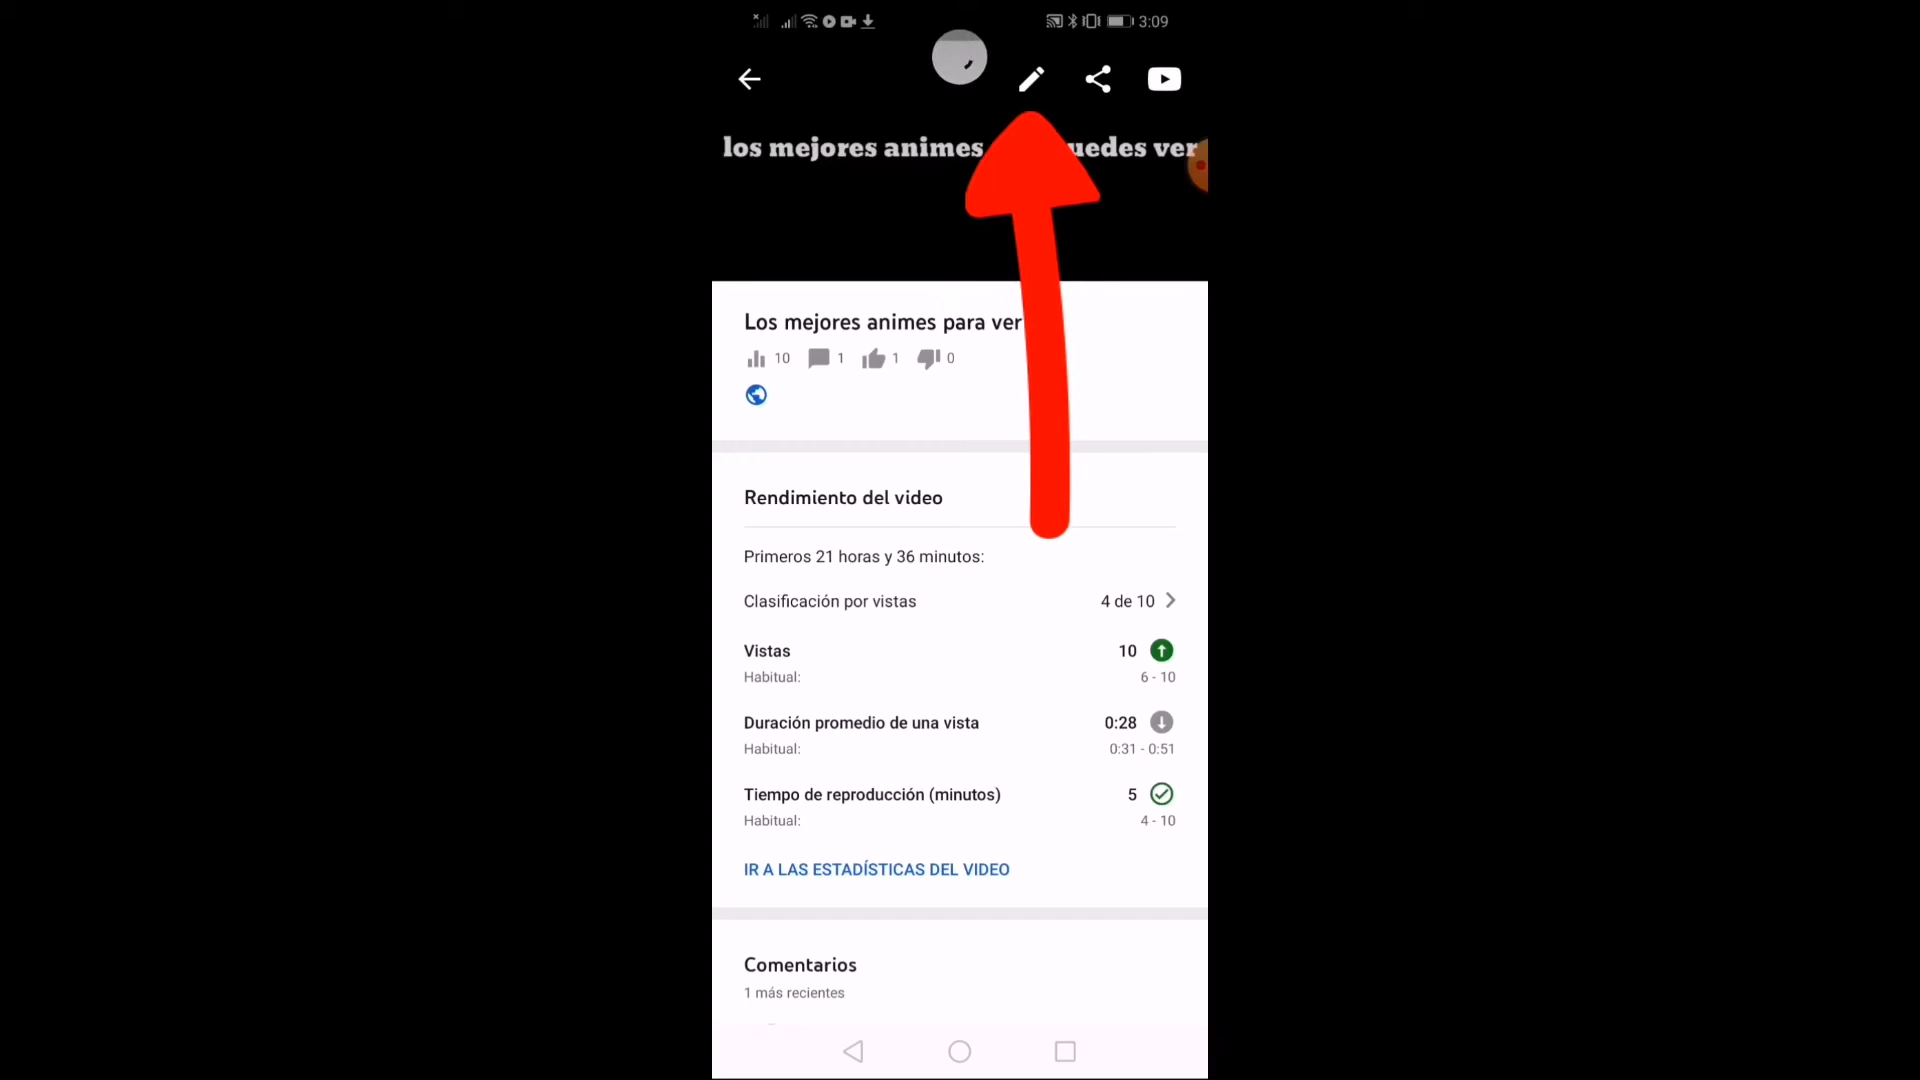 3:09
los mejores animes uedes ver
Los mejores animes para ver
10 1 1 0
Rendimiento del video
Primeros 21 horas y 36 minutos:
Clasificación por vistas 4 de 10
Vistas 10
Habitual: 6 - 10
Duración promedio de una vista 0:28
Habitual: 0:31 - 0:51
Tiempo de reproducción (minutos) 5
Habitual: 4 - 10
IR A LAS ESTADÍSTICAS DEL VIDEO
Comentarios
1 más recientes